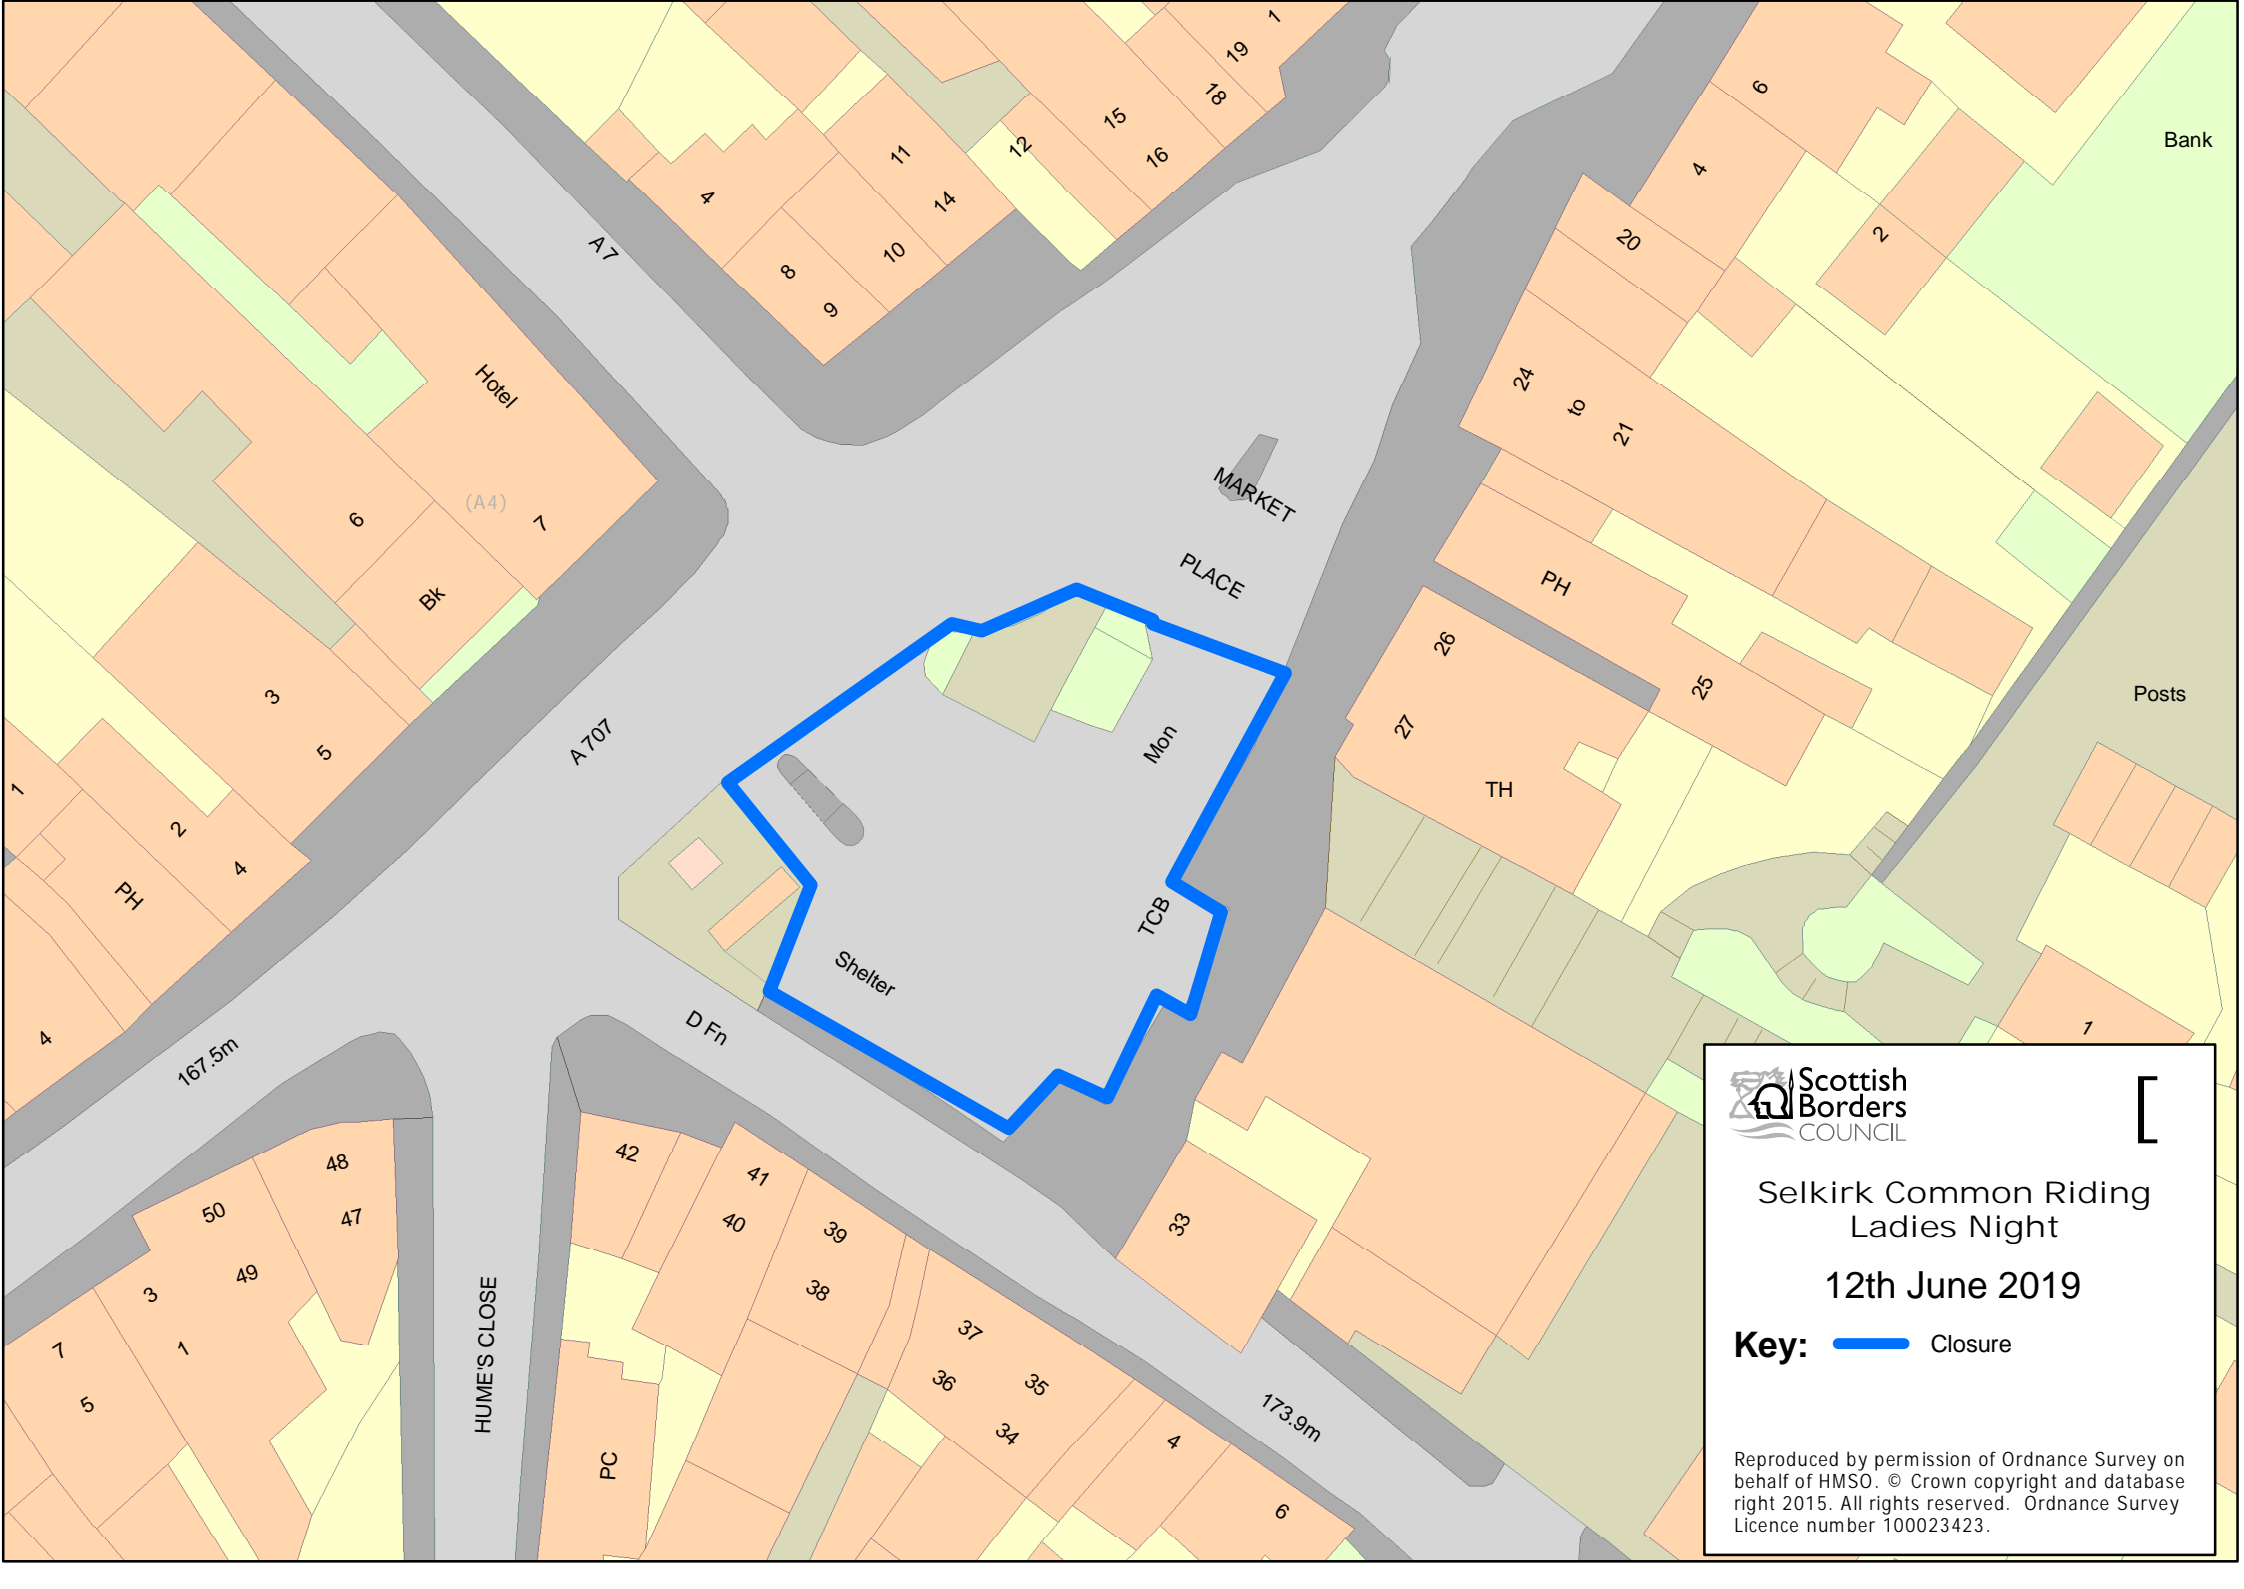 1
19
18
15
16
12
11
14
4
10
8
9
A 7
6
4
2
20
Bank
24
to
21
Hotel
(A4)
7
6
Bk
MARKET
PLACE
PH
26
25
27
TH
Posts
3
5
A 707
Mon
1
2
4
PH
4
TCB
Shelter
D Fn
167.5m
1
48
47
50
49
3
1
7
5
HUME'S CLOSE
42
41
40
39
38
37
36
35
34
33
PC
173.9m
4
6
Scottish
Borders
COUNCIL
[
Selkirk Common Riding
Ladies Night
12th June 2019
Key: Closure
Reproduced by permission of Ordnance Survey on
behalf of HMSO. © Crown copyright and database
right 2015. All rights reserved. Ordnance Survey
Licence number 100023423.